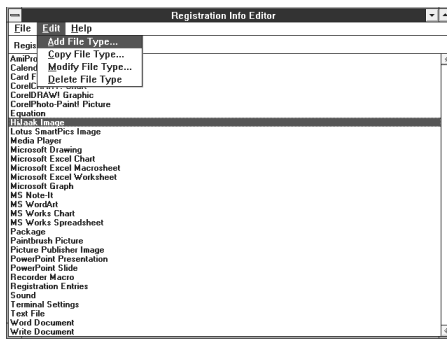 Registration Info Editor
File Edit Help
Add File Type...
Copy File Type...
Modify File Type...
Delete File Type
Regis
AmiPro
Calend
Card F
CorelDRAW! Graphic
CorelPhoto-Paint! Picture
Equation
HiJaak Image
Lotus SmartPics Image
Media Player
Microsoft Drawing
Microsoft Excel Chart
Microsoft Excel Macrosheet
Microsoft Excel Worksheet
Microsoft Graph
MS Note-It
MS WordArt
MS Works Chart
MS Works Spreadsheet
Package
Paintbrush Picture
Picture Publisher Image
PowerPoint Presentation
PowerPoint Slide
Recorder Macro
Registration Entries
Sound
Terminal Settings
Text File
Word Document
Write Document